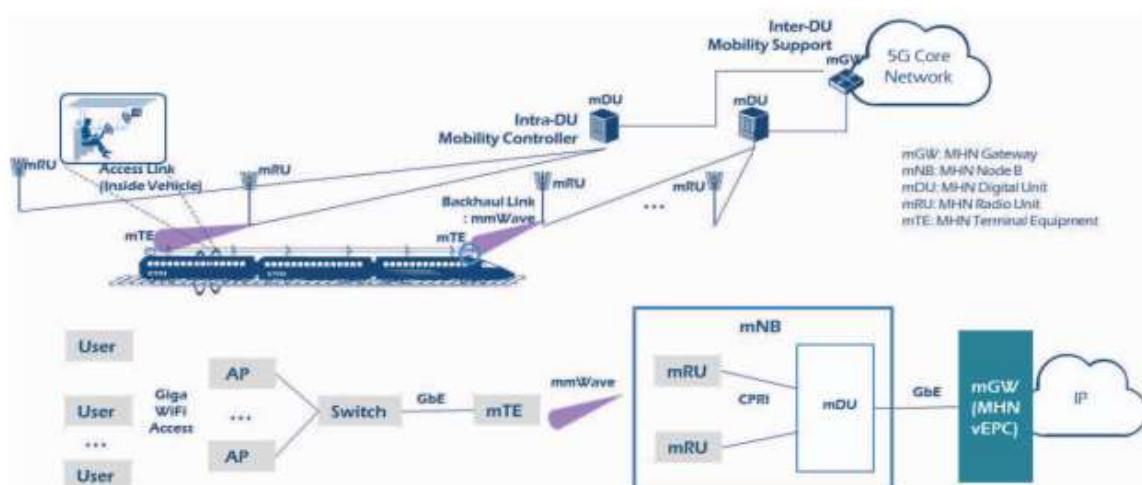 Inter-DU
Mobility Support
mGW
5G Core
Network
mDU
mDU
Intra-DU
Mobility Controller
mRU
Access Link
(Inside Vehicle)
mRU
mRU
mRU
...
Backhaul Link
: mmWave
mTE
mTE
mGW: MHN Gateway
mNB: MHN Node B
mDU: MHN Digital Unit
mRU: MHN Radio Unit
mTE: MHN Terminal Equipment
User
User
...
User
Giga
WiFi
Access
AP
...
AP
Switch
GbE
mTE
mmWave
mNB
mRU
CPRI
mRU
mDU
GbE
mGW
(MHN
vEPC)
IP